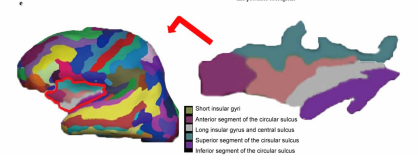 e
Short insular gyri
Anterior segment of the circular sulcus
Long insular gyrus and central sulcus
Superior segment of the circular sulcus
Inferior segment of the circular sulcus